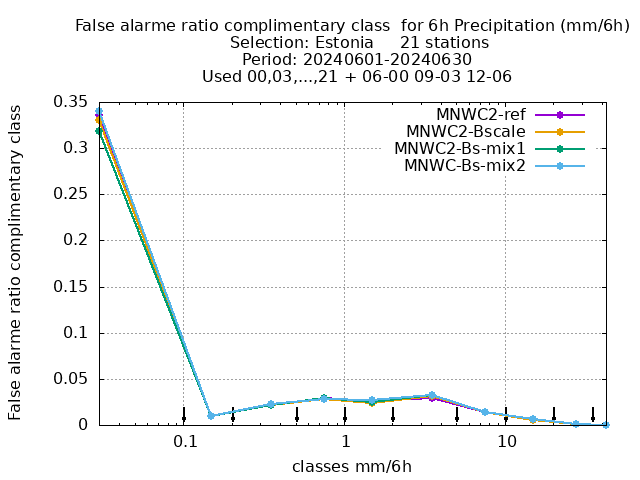 False alarme ratio complimentary class  for 6h Precipitation (mm/6h)
Selection: Estonia     21 stations
Period: 20240601-20240630
Used 00,03,...,21 + 06-00 09-03 12-06
False alarme ratio complimentary class
0.35
0.3
0.25
0.2
0.15
0.1
0.05
0
MNWC2-ref
MNWC2-Bscale
MNWC2-Bs-mix1
MNWC-Bs-mix2
0.1
1
10
classes mm/6h